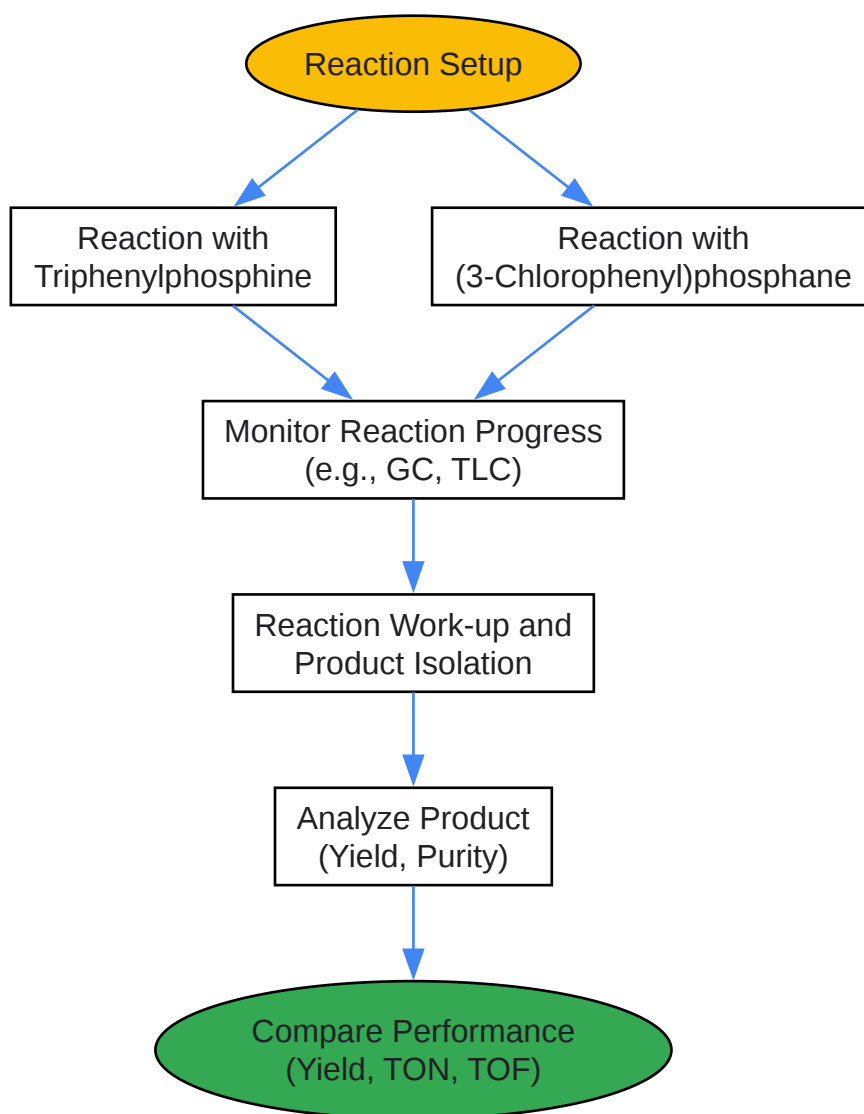 Reaction Setup
Reaction with
Triphenylphosphine
Reaction with
(3-Chlorophenyl)phosphane
Monitor Reaction Progress
(e.g., GC, TLC)
Reaction Work-up and
Product Isolation
Analyze Product
(Yield, Purity)
Compare Performance
(Yield, TON, TOF)